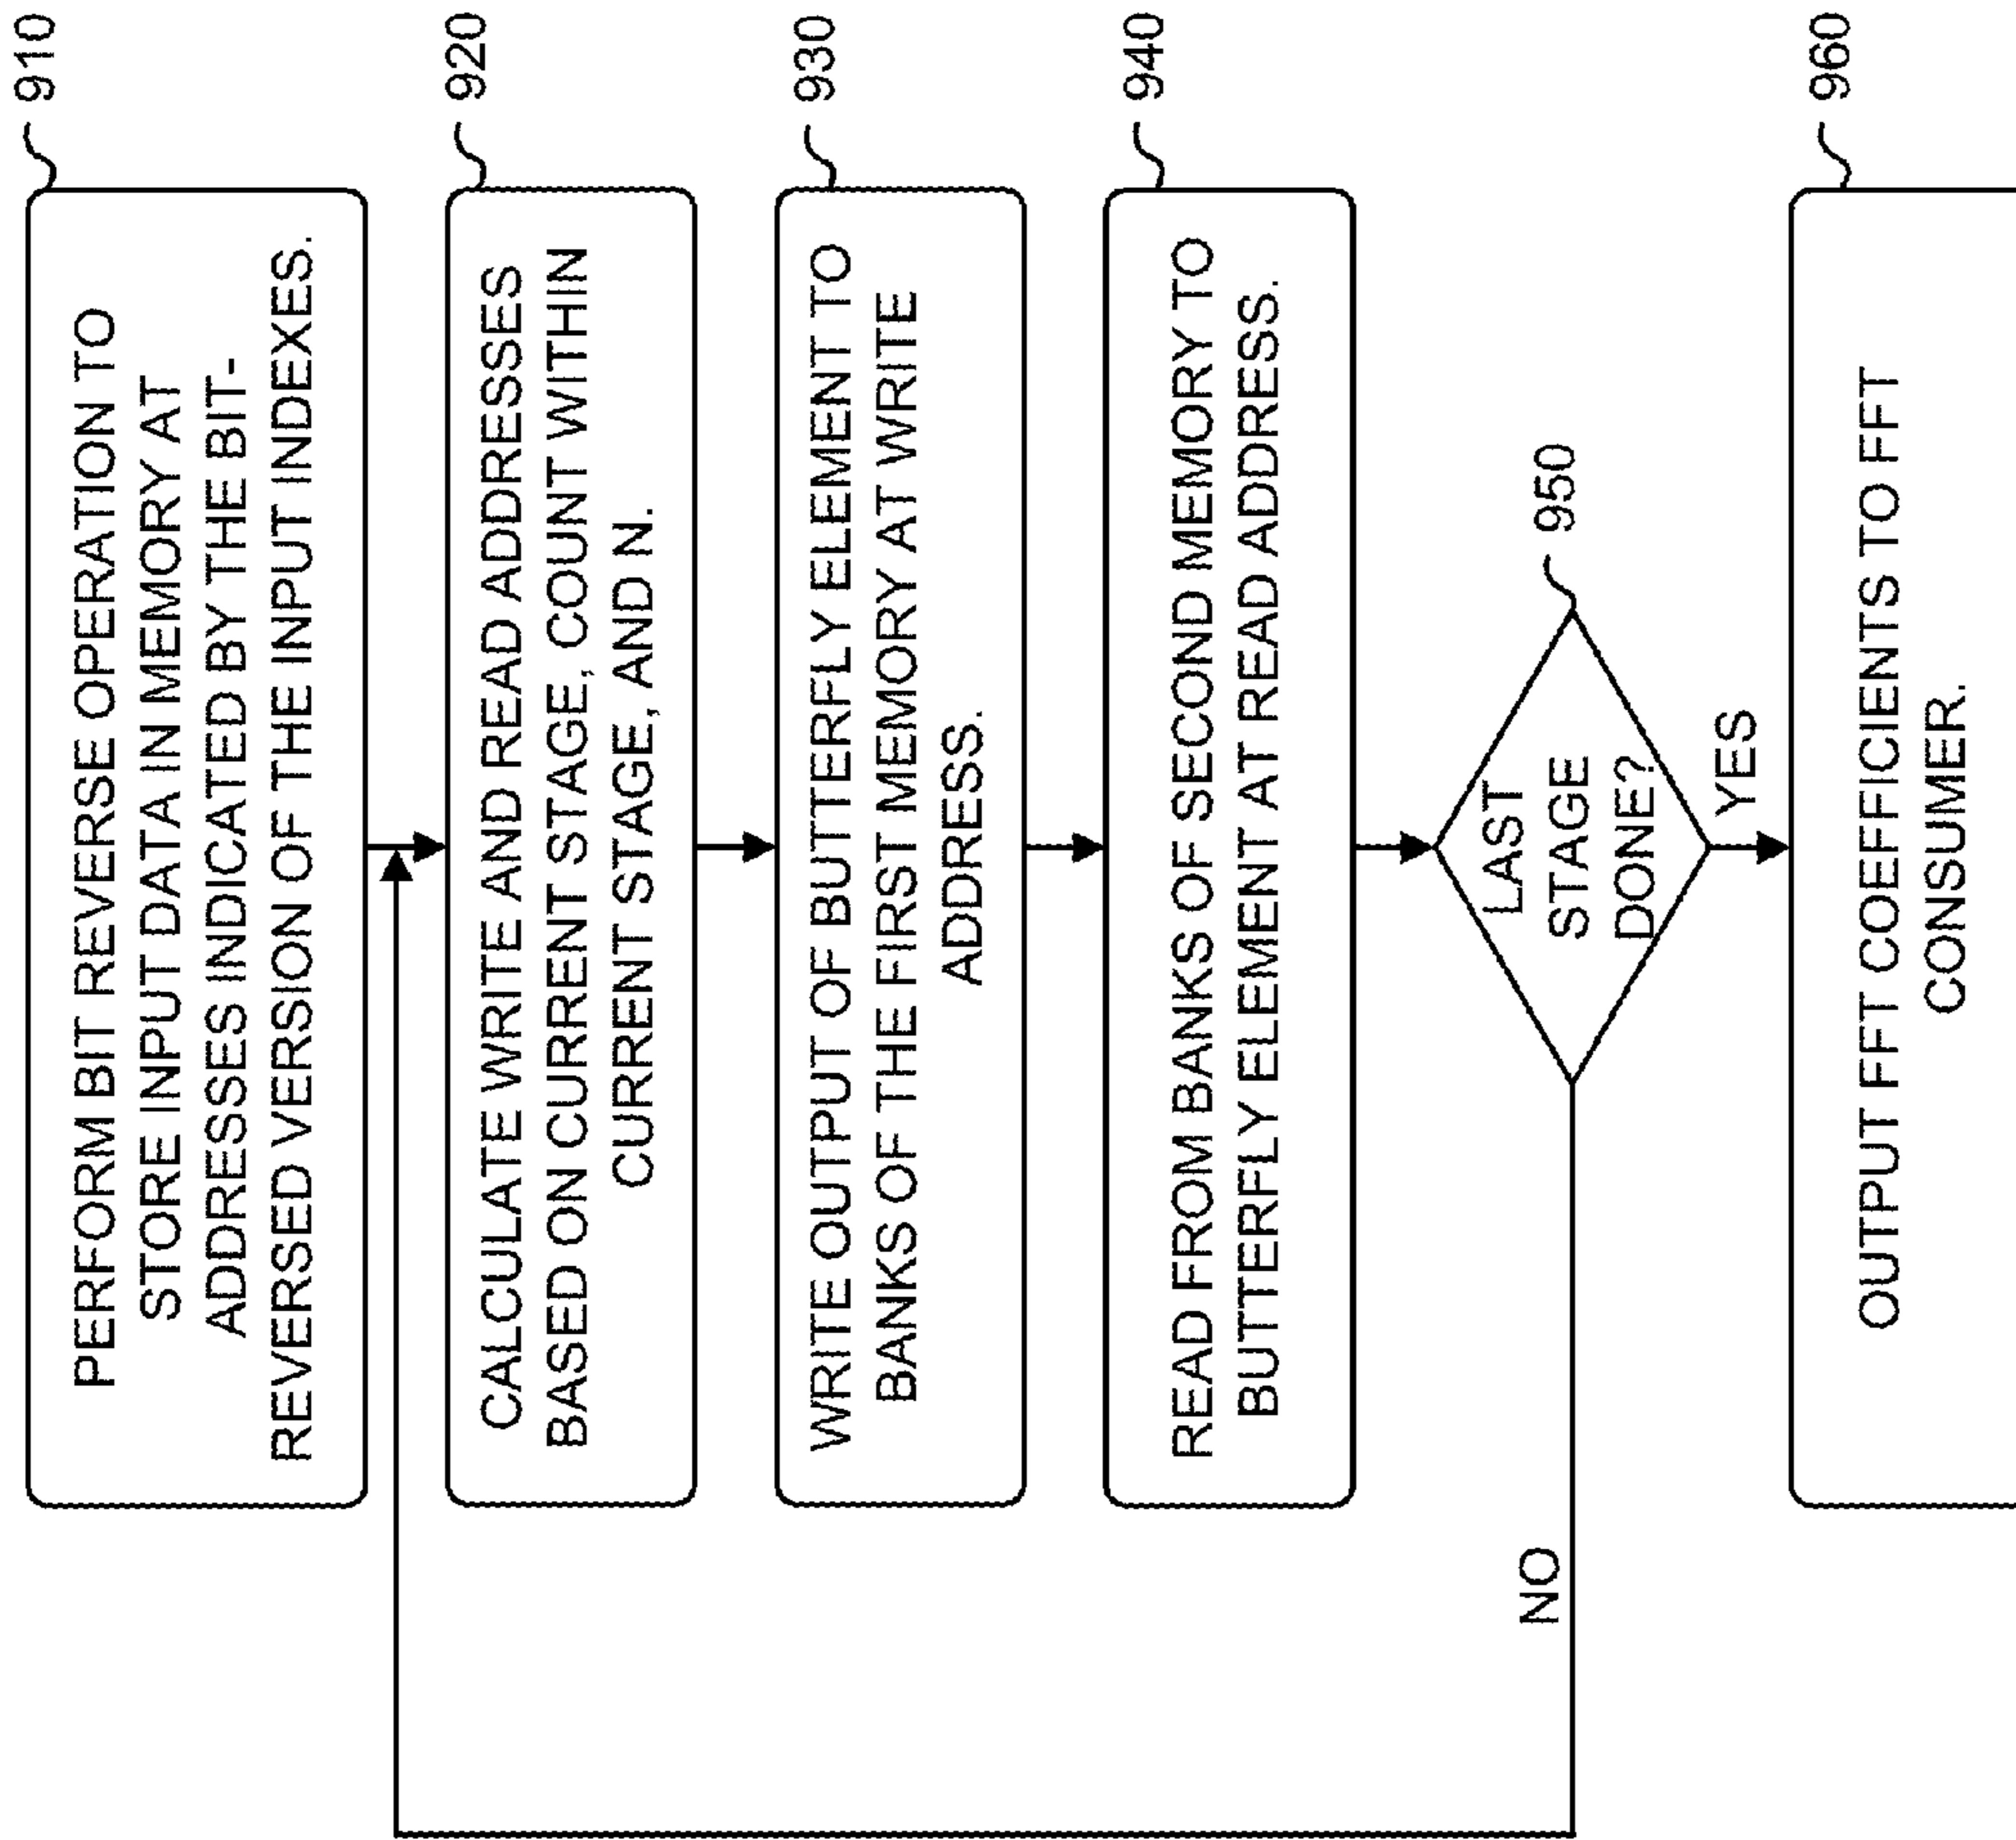 910
PERFORM BIT REVERSE OPERATION TO
STORE INPUT DATA IN MEMORY AT
ADDRESSES INDICATED BY THE BIT-
REVERSED VERSION OF THE INPUT INDEXES.
920
CALCULATE WRITE AND READ ADDRESSES
BASED ON CURRENT STAGE, COUNT WITHIN
CURRENT STAGE, AND N.
930
WRITE OUTPUT OF BUTTERFLY ELEMENT TO
BANKS OF THE FIRST MEMORY AT WRITE
ADDRESS.
940
READ FROM BANKS OF SECOND MEMORY TO
BUTTERFLY ELEMENT AT READ ADDRESS.
950
LAST
STAGE
DONE?
NO
YES
960
OUTPUT FFT COEFFICIENTS TO FFT
CONSUMER.